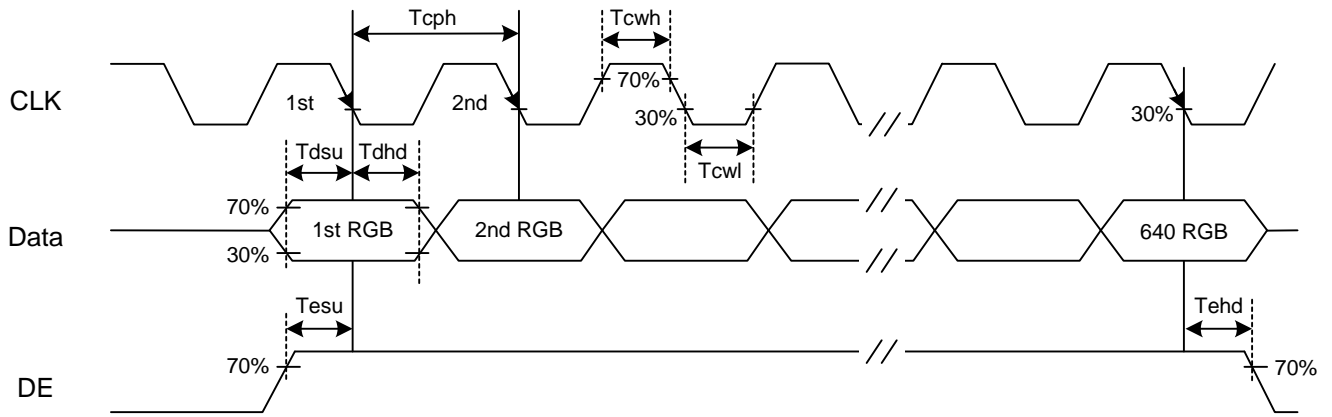 Tcph
Tcwh
CLK
1st
2nd
70%
30%
30%
Tdsu
Tdhd
Tcwl
70%
Data
1st RGB
2nd RGB
640 RGB
30%
Tesu
Tehd
70%
70%
DE